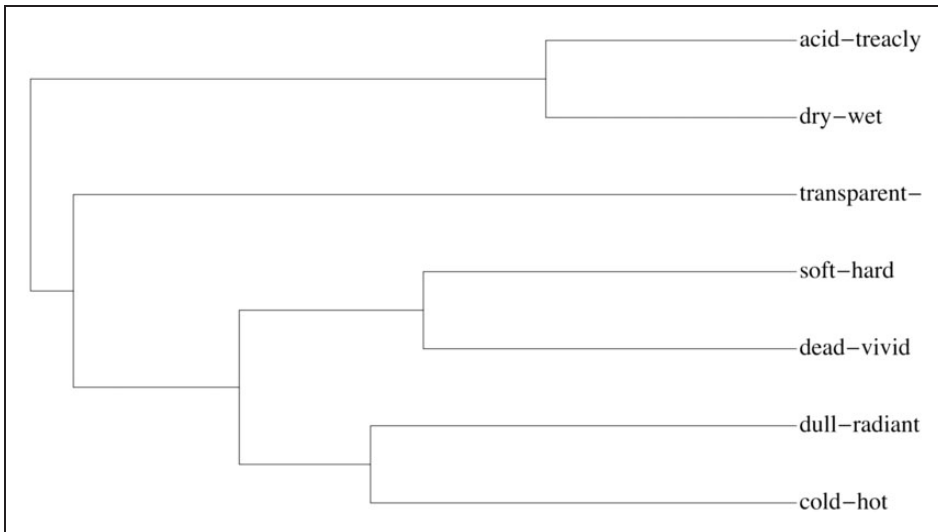 acid−treacly
dry−wet
transparent−
soft−hard
dead−vivid
dull−radiant
cold−hot